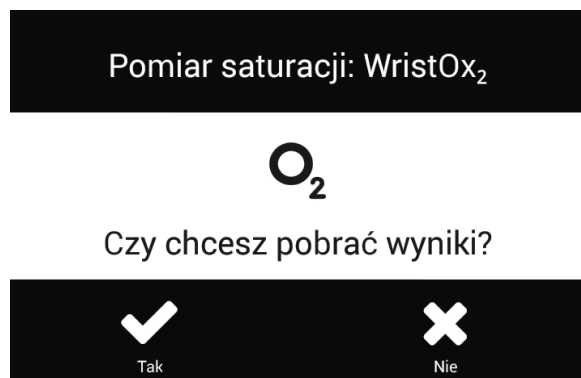 Pomiar saturacji: WristOx₂
O₂
Czy chcesz pobrać wyniki?
Tak
Nie